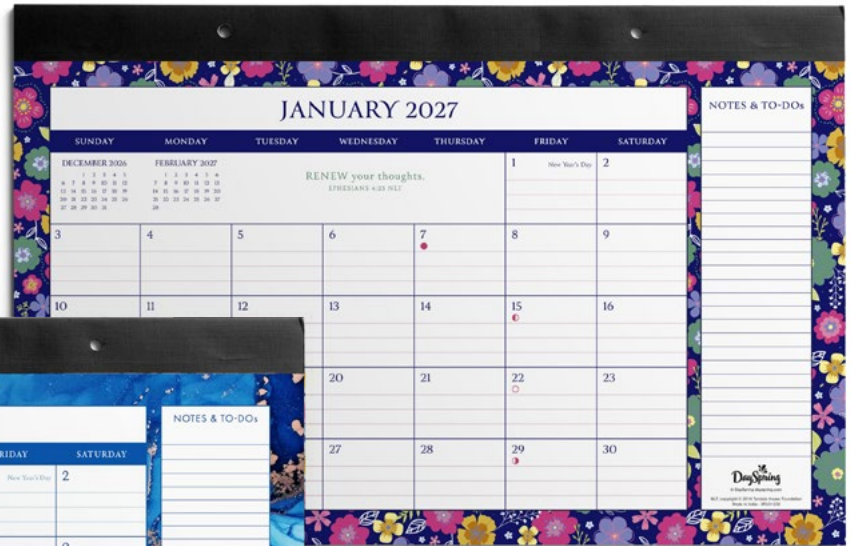 JANUARY 2027
SUNDAY MONDAY TUESDAY WEDNESDAY THURSDAY FRIDAY SATURDAY
DECEMBER 2026 FEBRUARY 2027
RENEW your thoughts.
EPHESIANS 4:23 NLT
1 New Year's Day 2
3 4 5 6 7 8 9
10 11 12 13 14 15 16
20 21 22 23
27 28 29 30
NOTES & TO-DOs
DaySpring
NOTES & TO-DOs
RIDAY SATURDAY
New Year's Day 2